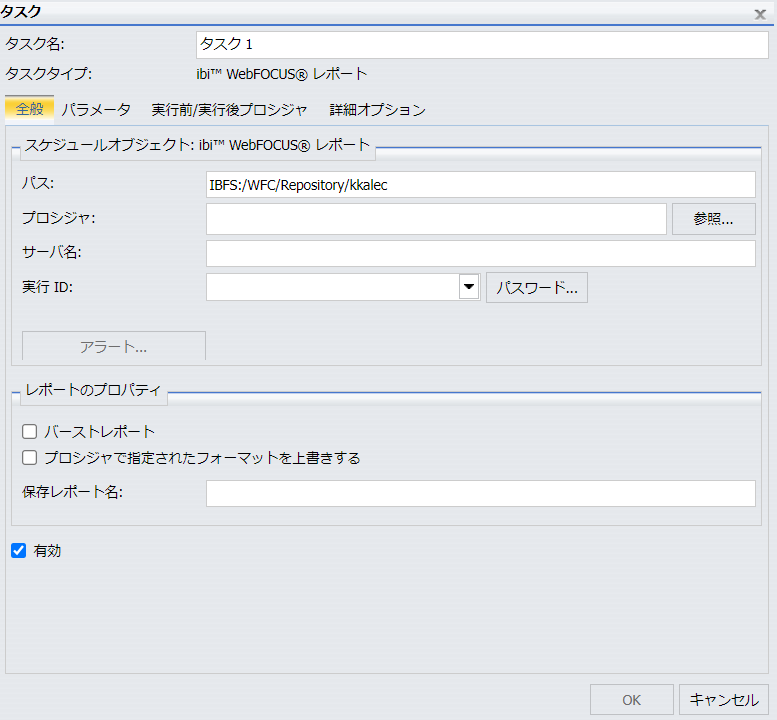 タスク
タスク名: タスク 1
タスクタイプ: ibi™ WebFOCUS® レポート
全般 パラメータ 実行前/実行後プロシジャ 詳細オプション
スケジュールオブジェクト: ibi™ WebFOCUS® レポート
パス: IBFS:/WFC/Repository/kkalec
プロシジャ: 参照...
サーバ名:
実行 ID: パスワード...
アラート...
レポートのプロパティ
バーストレポート
プロシジャで指定されたフォーマットを上書きする
保存レポート名:
有効
OK キャンセル